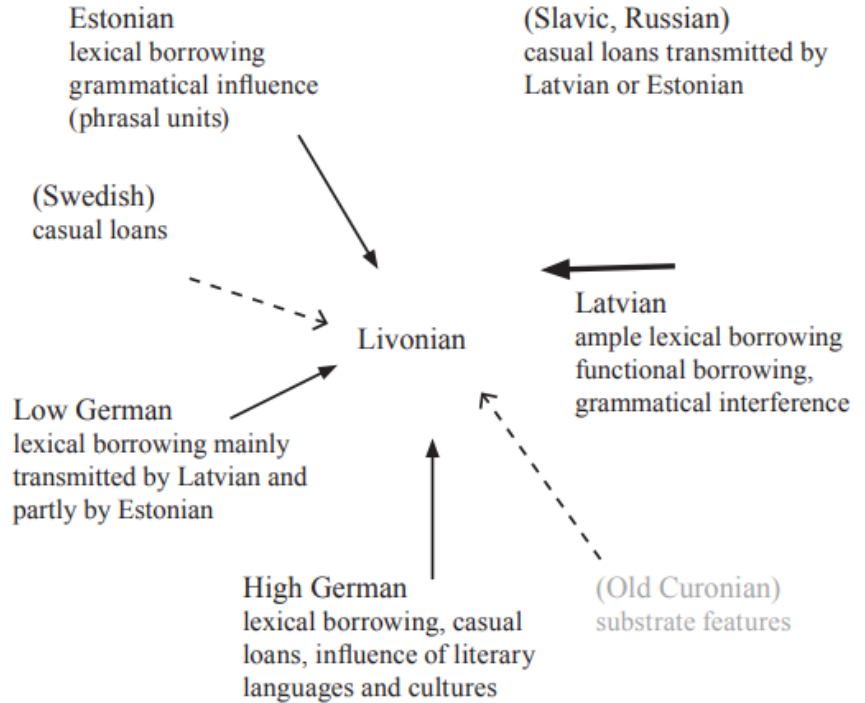 Estonian
lexical borrowing
grammatical influence
(phrasal units)
(Slavic, Russian)
casual loans transmitted by
Latvian or Estonian
(Swedish)
casual loans
Livonian
Latvian
ample lexical borrowing
functional borrowing,
grammatical interference
Low German
lexical borrowing mainly
transmitted by Latvian and
partly by Estonian
High German
lexical borrowing, casual
loans, influence of literary
languages and cultures
(Old Curonian)
substrate features